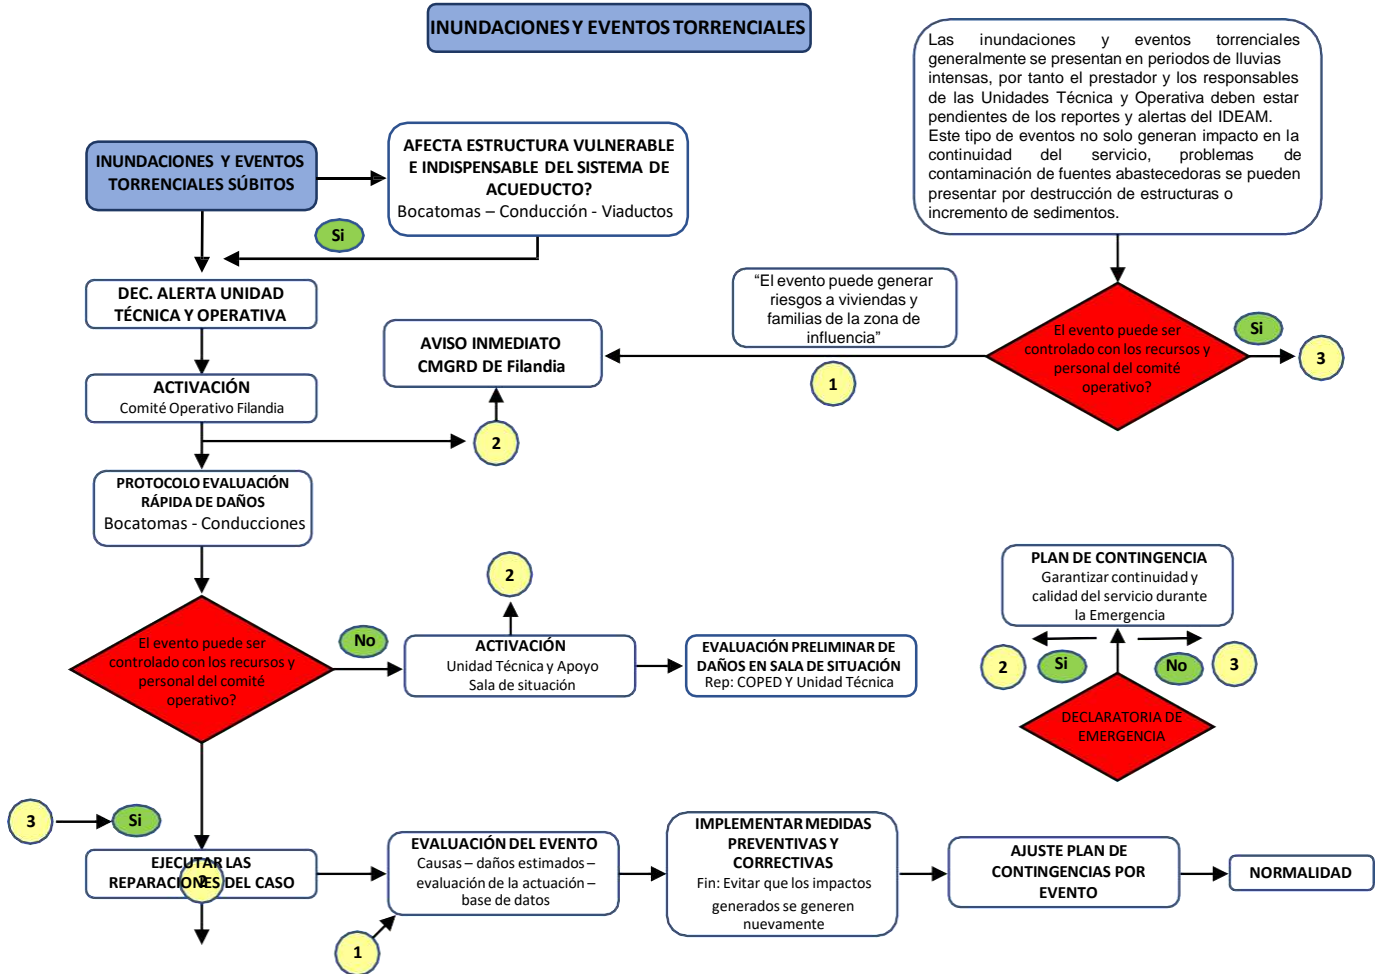 INUNDACIONES Y EVENTOS TORRENCIALES
Las inundaciones y eventos torrenciales
generalmente se presentan en periodos de lluvias
intensas, por tanto el prestador y los responsables
de las Unidades Técnica y Operativa deben estar
pendientes de los reportes y alertas del IDEAM.
Este tipo de eventos no solo generan impacto en la
continuidad del servicio, problemas de
contaminación de fuentes abastecedoras se pueden
presentar por destrucción de estructuras o
incremento de sedimentos.
INUNDACIONES Y EVENTOS
TORRENCIALES SÚBITOS
AFECTA ESTRUCTURA VULNERABLE
E INDISPENSABLE DEL SISTEMA DE
ACUEDUCTO?
Bocatomas – Conducción - Viaductos
Si
DEC. ALERTA UNIDAD
TÉCNICA Y OPERATIVA
"El evento puede generar
riesgos a viviendas y
familias de la zona de
influencia"
1
El evento puede ser
controlado con los recursos y
personal del comité
operativo?
Si
3
AVISO INMEDIATO
CMGRD DE Filandia
ACTIVACIÓN
Comité Operativo Filandia
2
PROTOCOLO EVALUACIÓN
RÁPIDA DE DAÑOS
Bocatomas - Conducciones
El evento puede ser
controlado con los recursos y
personal del comité
operativo?
No
2
ACTIVACIÓN
Unidad Técnica y Apoyo
Sala de situación
EVALUACIÓN PRELIMINAR DE
DAÑOS EN SALA DE SITUACIÓN
Rep: COPED Y Unidad Técnica
PLAN DE CONTINGENCIA
Garantizar continuidad y
calidad del servicio durante
la Emergencia
2
Si
No
3
DECLARATORIA DE
EMERGENCIA
3
Si
EJECUTAR LAS
REPARACIONES DEL CASO
2
EVALUACIÓN DEL EVENTO
Causas – daños estimados –
evaluación de la actuación –
base de datos
1
IMPLEMENTAR MEDIDAS
PREVENTIVAS Y
CORRECTIVAS
Fin: Evitar que los impactos
generados se generen
nuevamente
AJUSTE PLAN DE
CONTINGENCIAS POR
EVENTO
NORMALIDAD